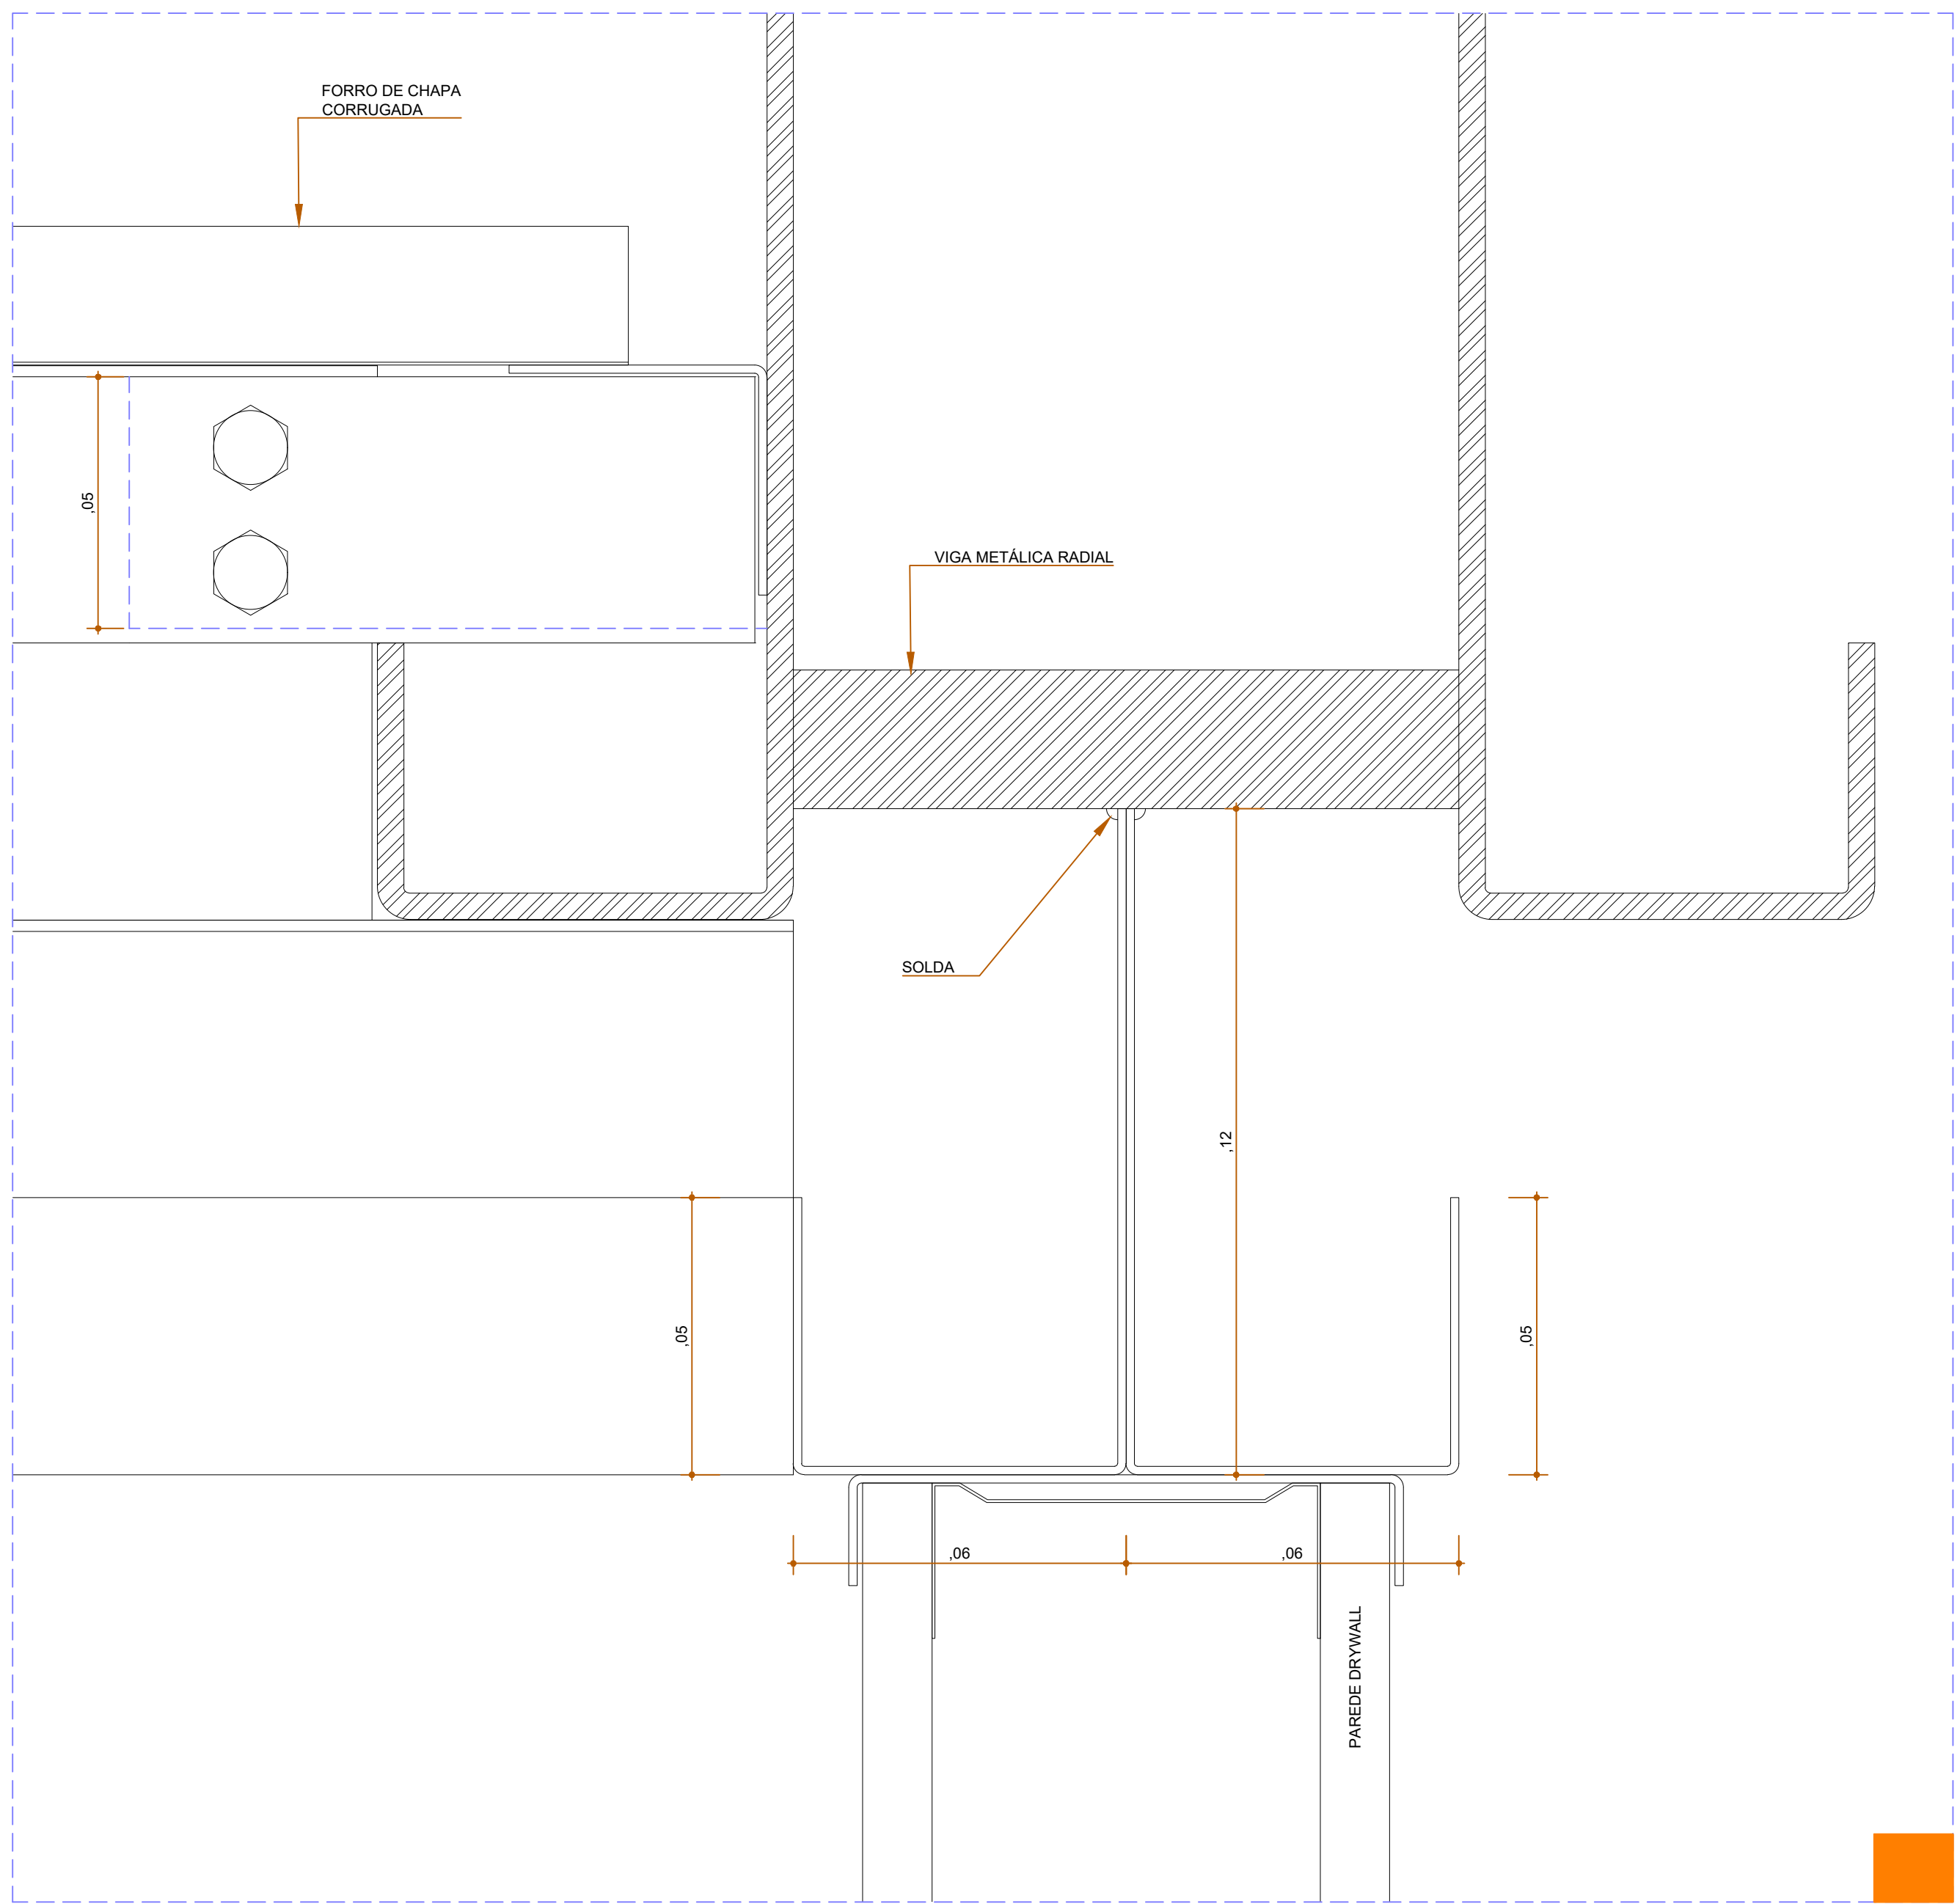 FORRO DE CHAPA
CORRUGADA
,05
VIGA METÁLICA RADIAL
SOLDA
,12
,05
,05
,06
,06
PAREDE DRYWALL